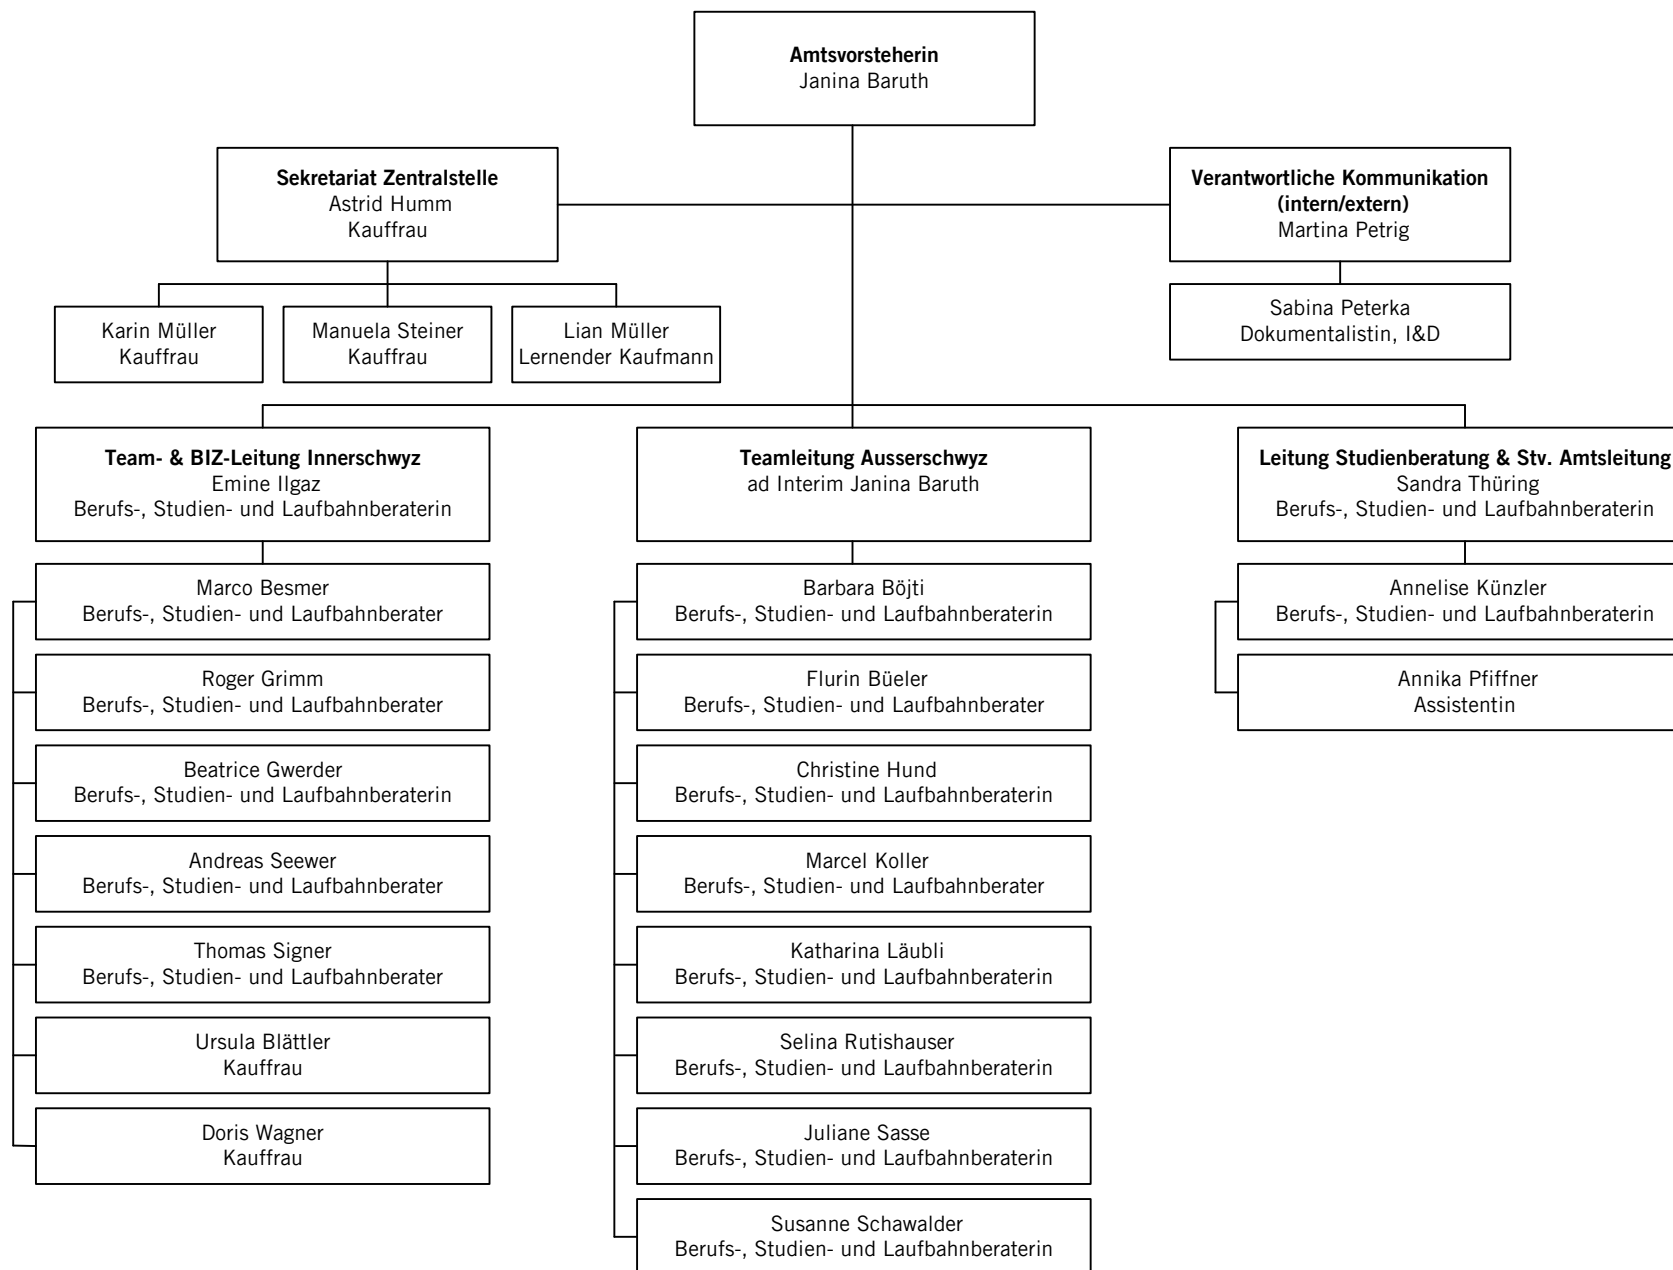 Amtsvorsteherin
Janina Baruth
Sekretariat Zentralstelle
Astrid Humm
Kauffrau
Verantwortliche Kommunikation
(intern/extern)
Martina Petrig
Karin Müller
Kauffrau
Manuela Steiner
Kauffrau
Lian Müller
Lernender Kaufmann
Sabina Peterka
Dokumentalistin, I&D
Team- & BIZ-Leitung Innerschwyz
Emine Ilgaz
Berufs-, Studien- und Laufbahnberaterin
Marco Besmer
Berufs-, Studien- und Laufbahnberater
Roger Grimm
Berufs-, Studien- und Laufbahnberater
Beatrice Gwerder
Berufs-, Studien- und Laufbahnberaterin
Andreas Seewer
Berufs-, Studien- und Laufbahnberater
Thomas Signer
Berufs-, Studien- und Laufbahnberater
Ursula Blättler
Kauffrau
Doris Wagner
Kauffrau
Teamleitung Ausserschwyz
ad Interim Janina Baruth
Barbara Böjti
Berufs-, Studien- und Laufbahnberaterin
Flurin Büeler
Berufs-, Studien- und Laufbahnberater
Christine Hund
Berufs-, Studien- und Laufbahnberaterin
Marcel Koller
Berufs-, Studien- und Laufbahnberater
Katharina Läubli
Berufs-, Studien- und Laufbahnberaterin
Selina Rutishauser
Berufs-, Studien- und Laufbahnberaterin
Juliane Sasse
Berufs-, Studien- und Laufbahnberaterin
Susanne Schawalder
Berufs-, Studien- und Laufbahnberaterin
Leitung Studienberatung & Stv. Amtsleitung
Sandra Thüring
Berufs-, Studien- und Laufbahnberaterin
Annelise Künzler
Berufs-, Studien- und Laufbahnberaterin
Annika Pfiffner
Assistentin